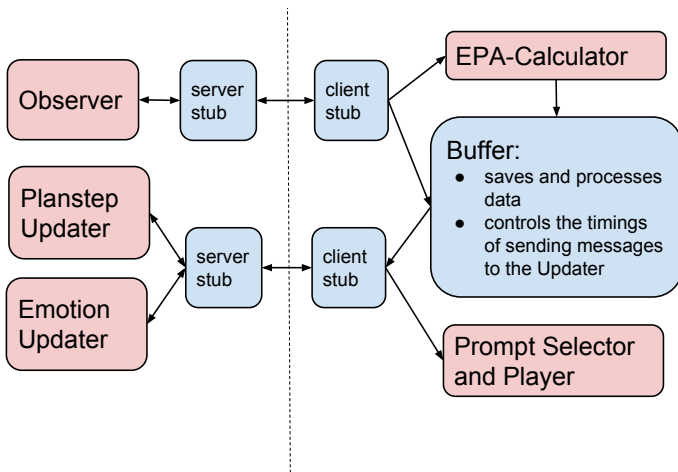 Observer
server
stub
client
stub
EPA-Calculator
Buffer:
● saves and processes
data
● controls the timings
of sending messages
to the Updater
Planstep
Updater
Emotion
Updater
server
stub
client
stub
Prompt Selector
and Player